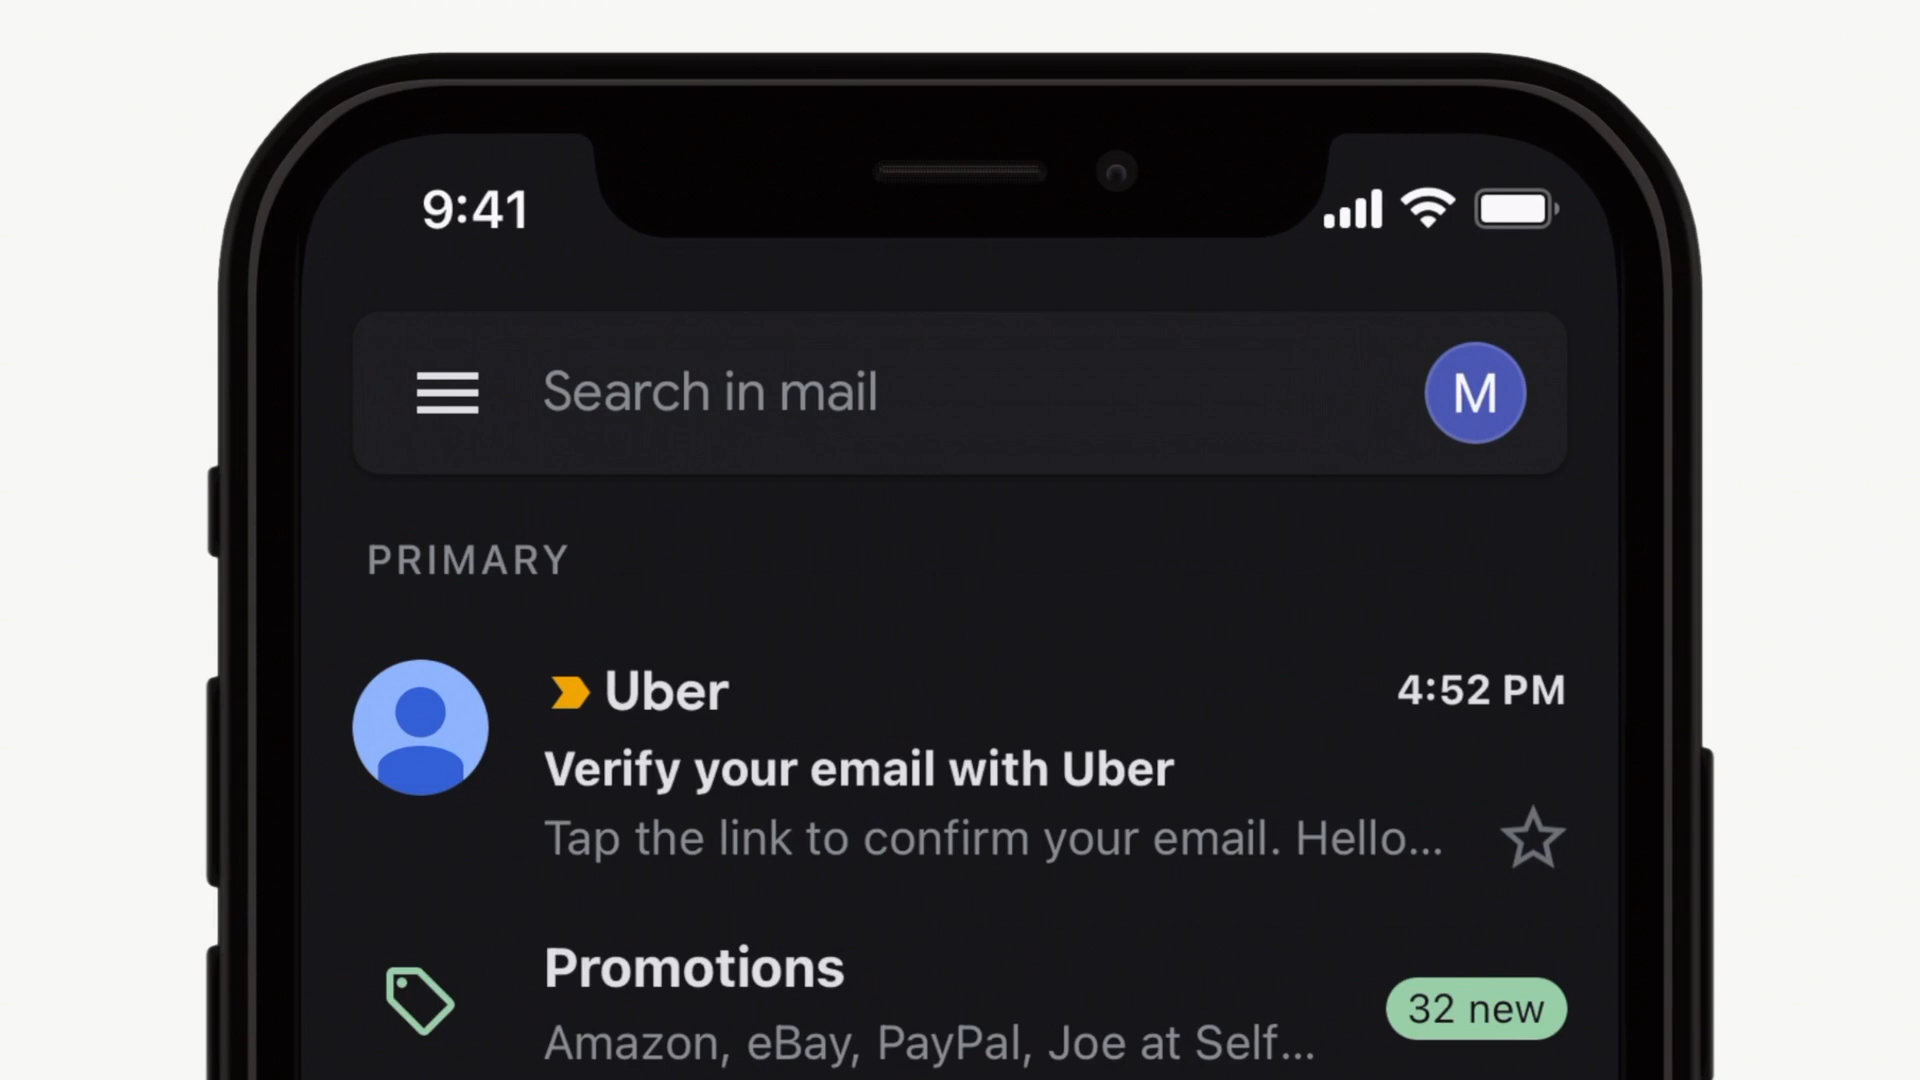 9:41
Search in mail
M
PRIMARY
Uber
4:52 PM
Verify your email with Uber
Tap the link to confirm your email. Hello...
Promotions
32 new
Amazon, eBay, PayPal, Joe at Self...